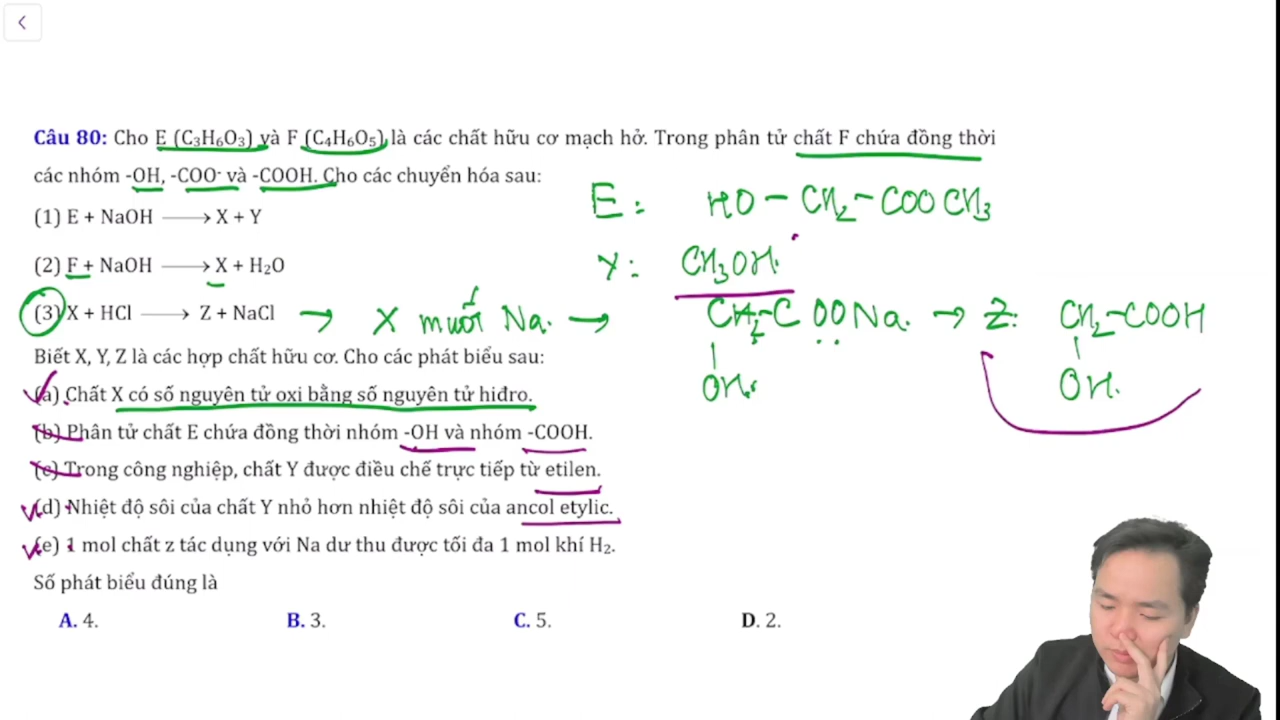 Câu 80: Cho E (C₃H₆O₃) và F (C₄H₆O₅) là các chất hữu cơ mạch hở. Trong phân tử chất F chứa đồng thời
các nhóm -OH, -COO- và -COOH. Cho các chuyển hóa sau:
(1) E + NaOH ⟶ X + Y
(2) F + NaOH ⟶ X + H₂O
(3) X + HCl ⟶ Z + NaCl
Biết X, Y, Z là các hợp chất hữu cơ. Cho các phát biểu sau:
(a) Chất X có số nguyên tử oxi bằng số nguyên tử hiđro.
(b) Phân tử chất E chứa đồng thời nhóm -OH và nhóm -COOH.
(c) Trong công nghiệp, chất Y được điều chế trực tiếp từ etilen.
(d) Nhiệt độ sôi của chất Y nhỏ hơn nhiệt độ sôi của ancol etylic.
(e) 1 mol chất z tác dụng với Na dư thu được tối đa 1 mol khí H₂.
Số phát biểu đúng là
A. 4. B. 3. C. 5. D. 2.
E: HO - CH₂ - COOCH₃
Y: CH₃OH.
→ X muối Na. → CH₂-COONa. → Z: CH₂-COOH
OH. OH.